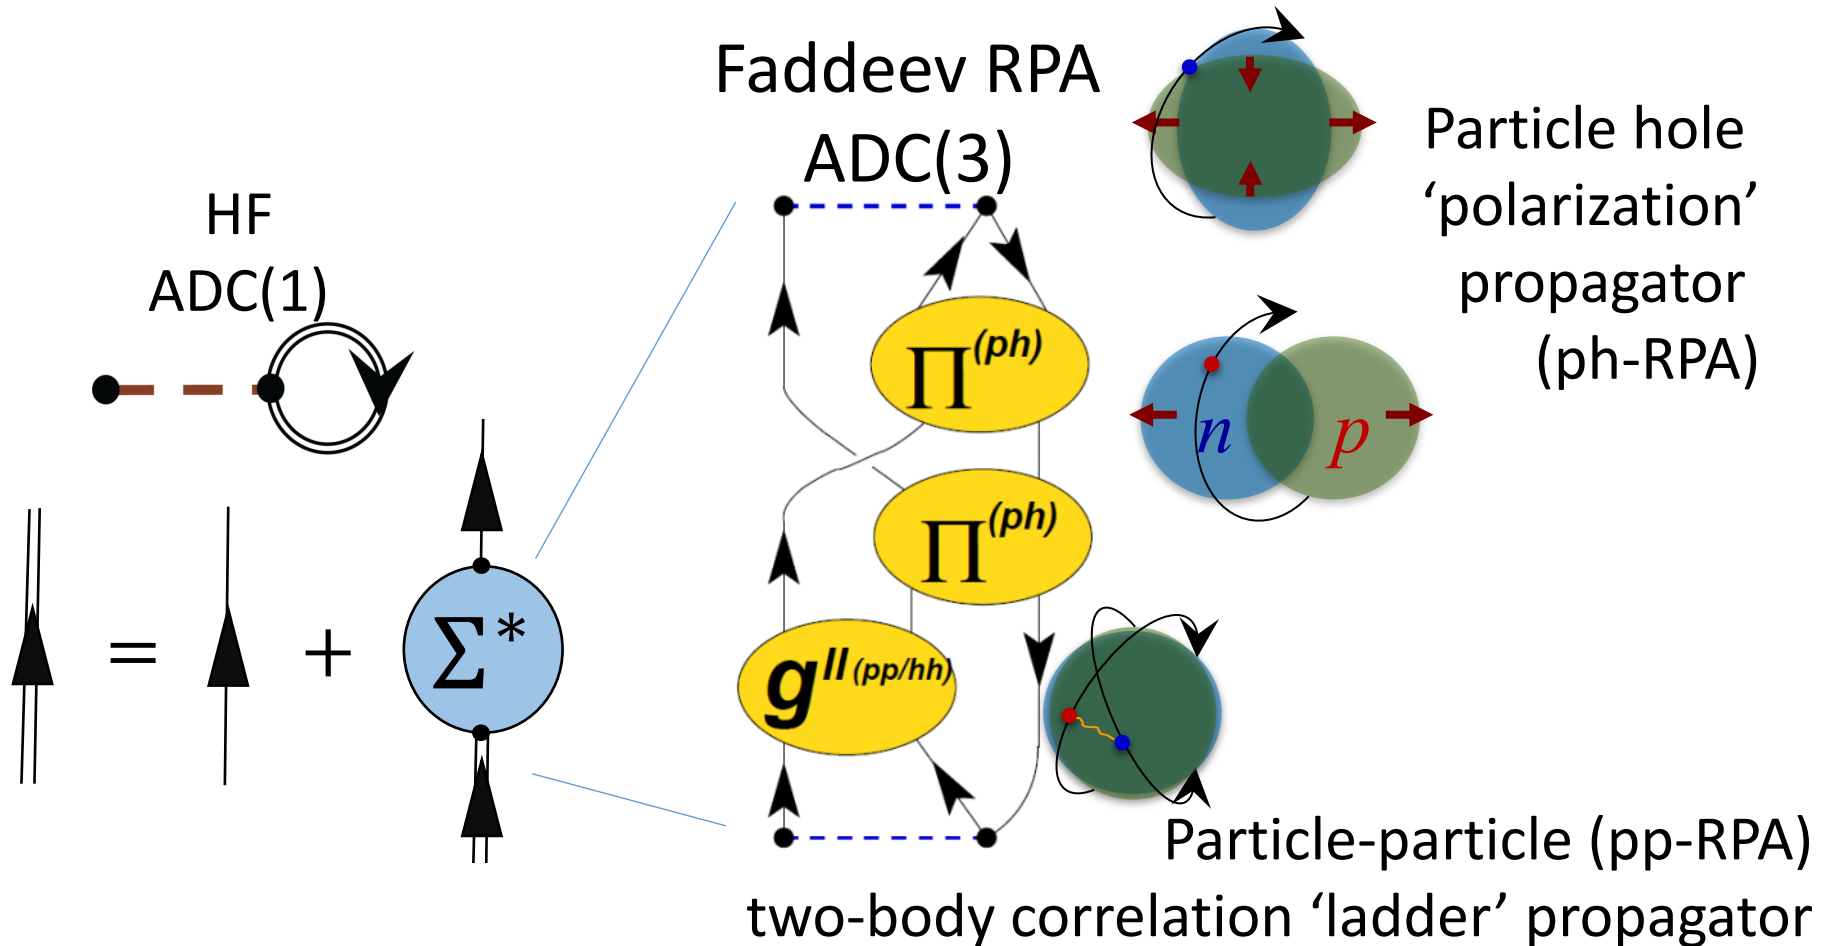 HF
ADC(1)
= + Σ*
Faddeev RPA
ADC(3)
Π(ph)
Π(ph)
gII (pp/hh)
Particle hole
‘polarization’
propagator
(ph-RPA)
n p
Particle-particle (pp-RPA)
two-body correlation ‘ladder’ propagator